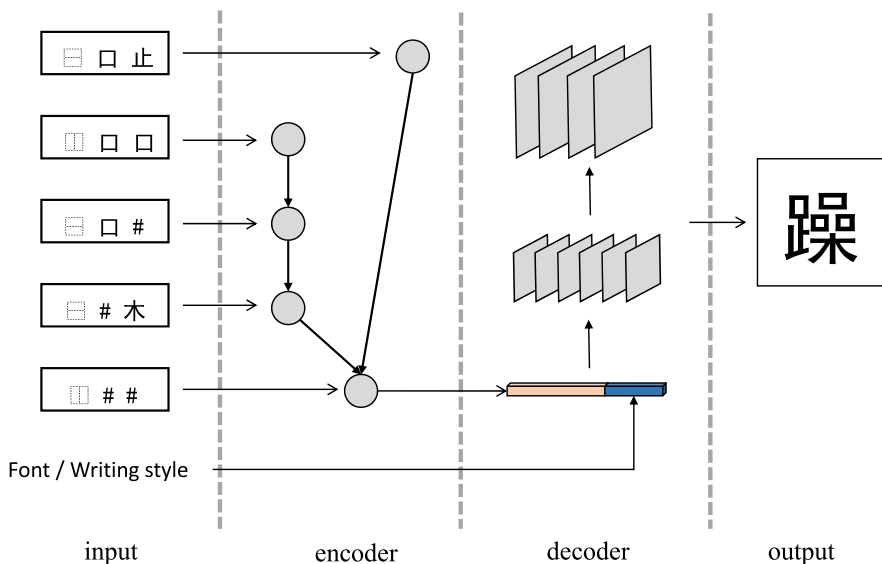 ⿱ 口 止
⿰ 口 口
⿱ 口 #
⿱ # 木
⿰ # #
Font / Writing style
躁
input encoder decoder output